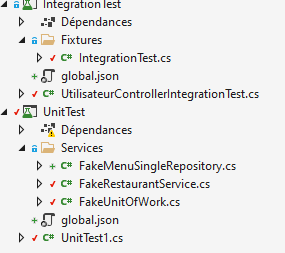 IntegrationTest
Dépendances
Fixtures
C# IntegrationTest.cs
global.json
C# UtilisateurControllerIntegrationTest.cs
UnitTest
Dépendances
Services
C# FakeMenuSingleRepository.cs
C# FakeRestaurantService.cs
C# FakeUnitOfWork.cs
global.json
C# UnitTest1.cs